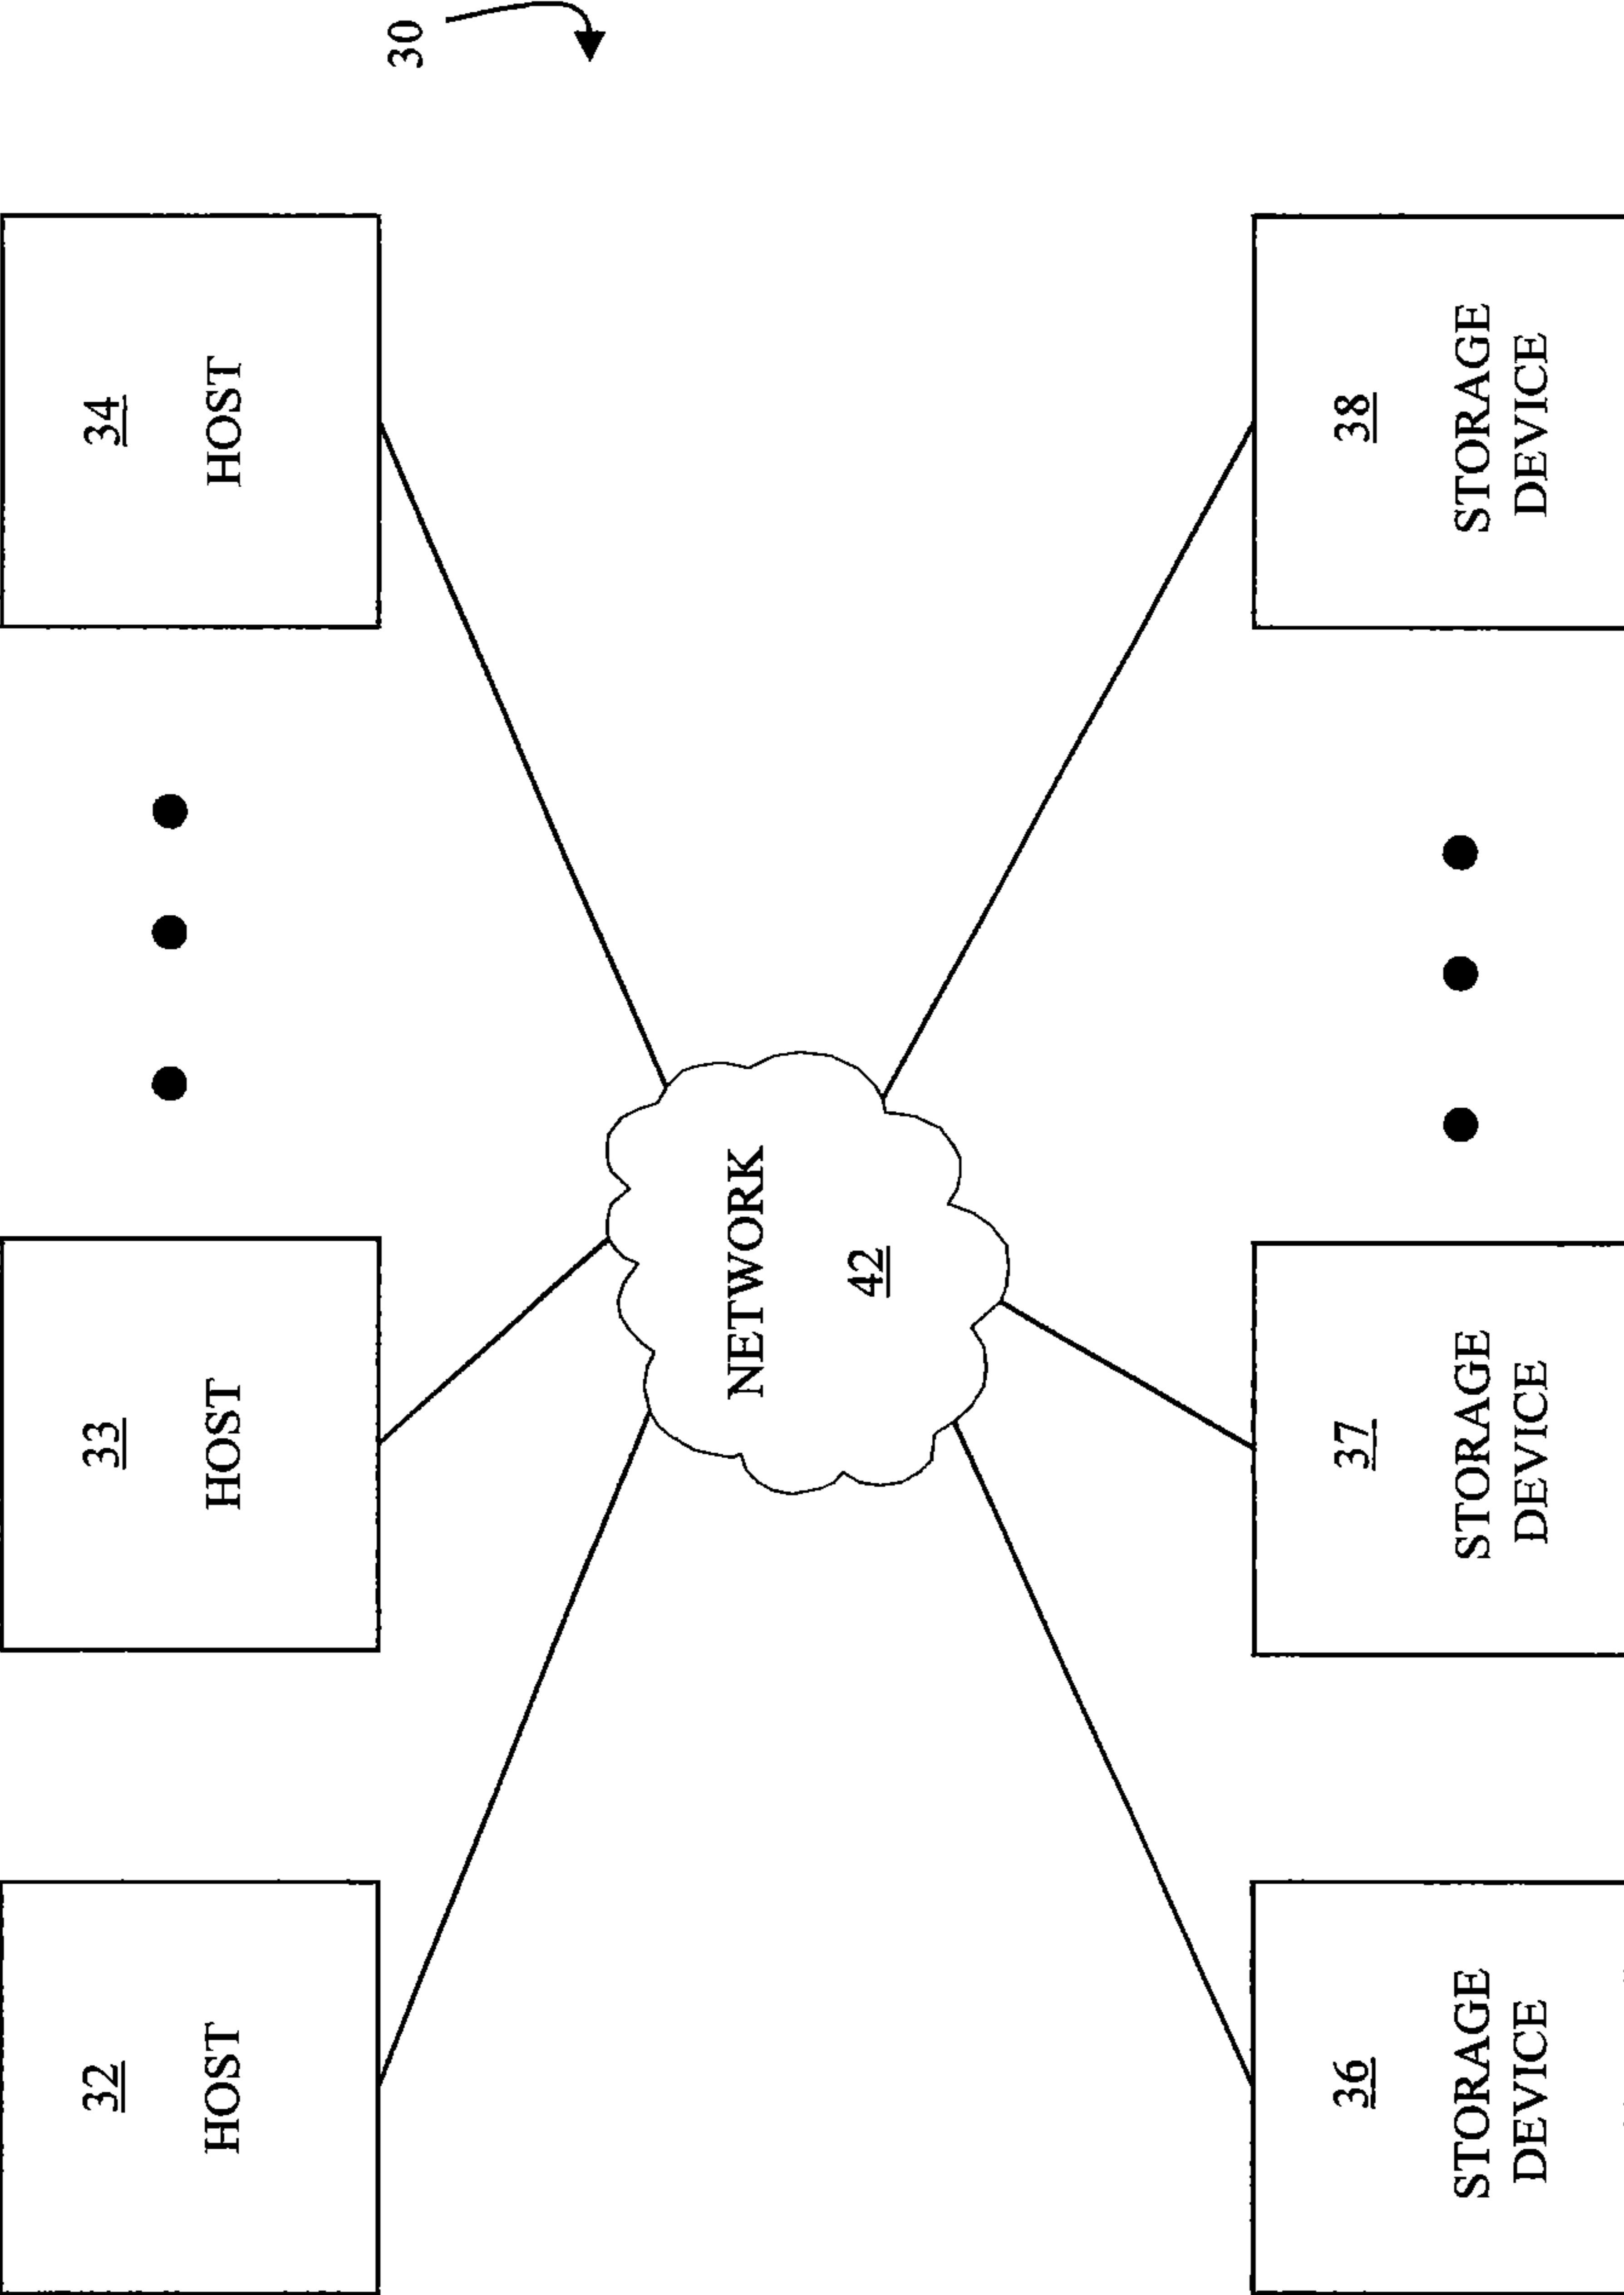 30
32
HOST
33
HOST
34
HOST
NETWORK
42
36
STORAGE
DEVICE
37
STORAGE
DEVICE
38
STORAGE
DEVICE